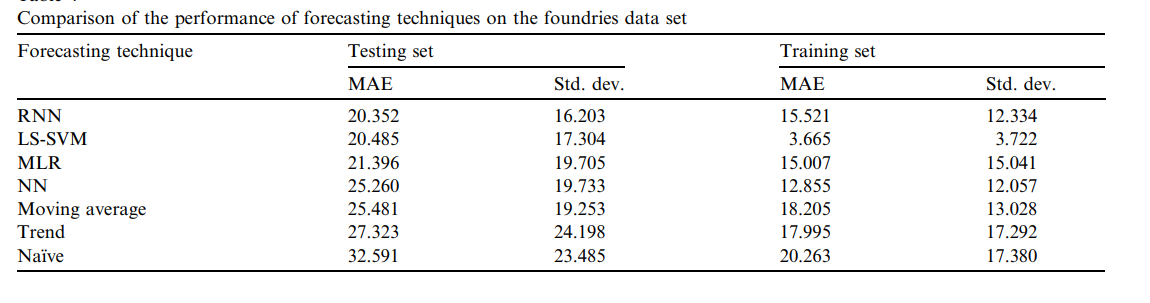 Comparison of the performance of forecasting techniques on the foundries data set
Forecasting technique Testing set Training set
MAE Std. dev. MAE Std. dev.
RNN 20.352 16.203 15.521 12.334
LS-SVM 20.485 17.304 3.665 3.722
MLR 21.396 19.705 15.007 15.041
NN 25.260 19.733 12.855 12.057
Moving average 25.481 19.253 18.205 13.028
Trend 27.323 24.198 17.995 17.292
Naïve 32.591 23.485 20.263 17.380